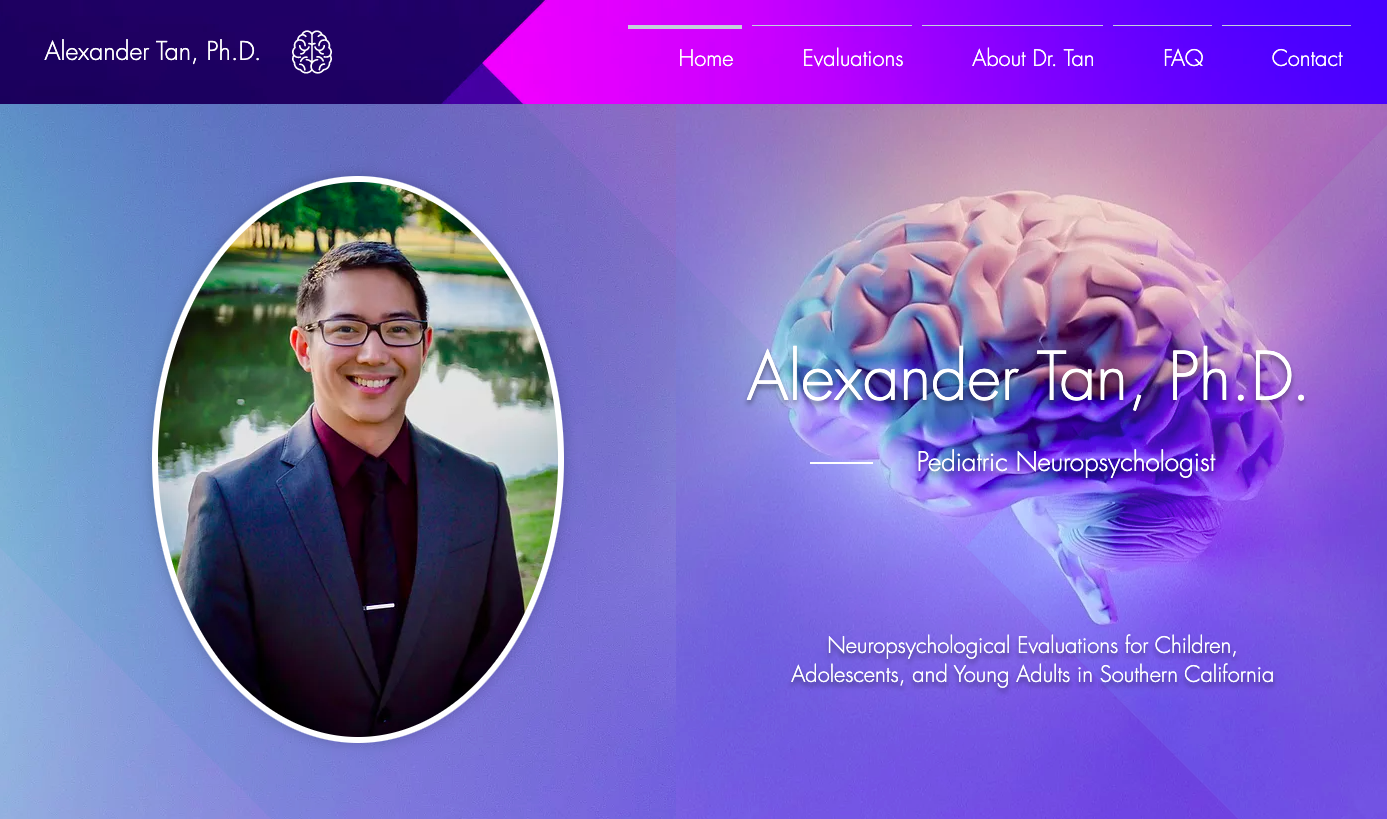 Alexander Tan, Ph.D.
Home
Evaluations
About Dr. Tan
FAQ
Contact
Alexander Tan, Ph.D.
Pediatric Neuropsychologist
Neuropsychological Evaluations for Children,
Adolescents, and Young Adults in Southern California